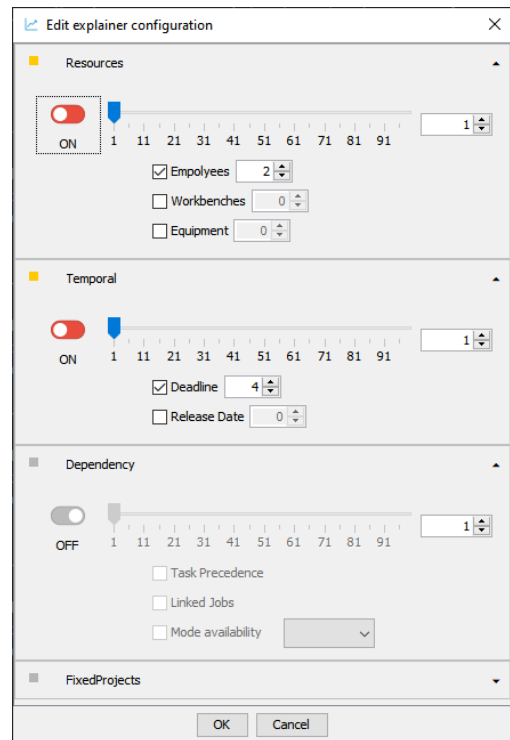 Edit explainer configuration
Resources
1
ON 1 11 21 31 41 51 61 71 81 91
Empolyees 2
Workbenches 0
Equipment 0
Temporal
1
ON 1 11 21 31 41 51 61 71 81 91
Deadline 4
Release Date 0
Dependency
1
OFF 1 11 21 31 41 51 61 71 81 91
Task Precedence
Linked Jobs
Mode availability
FixedProjects
OK Cancel